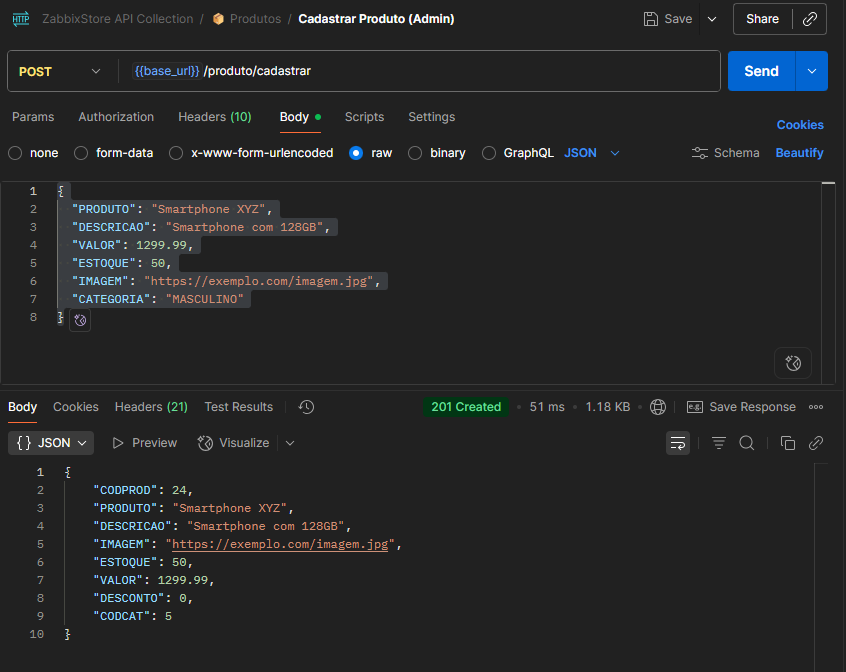 HTTP ZabbixStore API Collection / Produtos / Cadastrar Produto (Admin) Save Share
POST {{base_url}} /produto/cadastrar Send
Params Authorization Headers (10) Body Scripts Settings Cookies
none form-data x-www-form-urlencoded raw binary GraphQL JSON Schema Beautify
1 {
2 "PRODUTO": "Smartphone XYZ",
3 "DESCRICAO": "Smartphone com 128GB",
4 "VALOR": 1299.99,
5 "ESTOQUE": 50,
6 "IMAGEM": "https://exemplo.com/imagem.jpg",
7 "CATEGORIA": "MASCULINO"
8 }
Body Cookies Headers (21) Test Results 201 Created • 51 ms • 1.18 KB • e.g. Save Response
{} JSON Preview Visualize
1 {
2 "CODPROD": 24,
3 "PRODUTO": "Smartphone XYZ",
4 "DESCRICAO": "Smartphone com 128GB",
5 "IMAGEM": "https://exemplo.com/imagem.jpg",
6 "ESTOQUE": 50,
7 "VALOR": 1299.99,
8 "DESCONTO": 0,
9 "CODCAT": 5
10 }